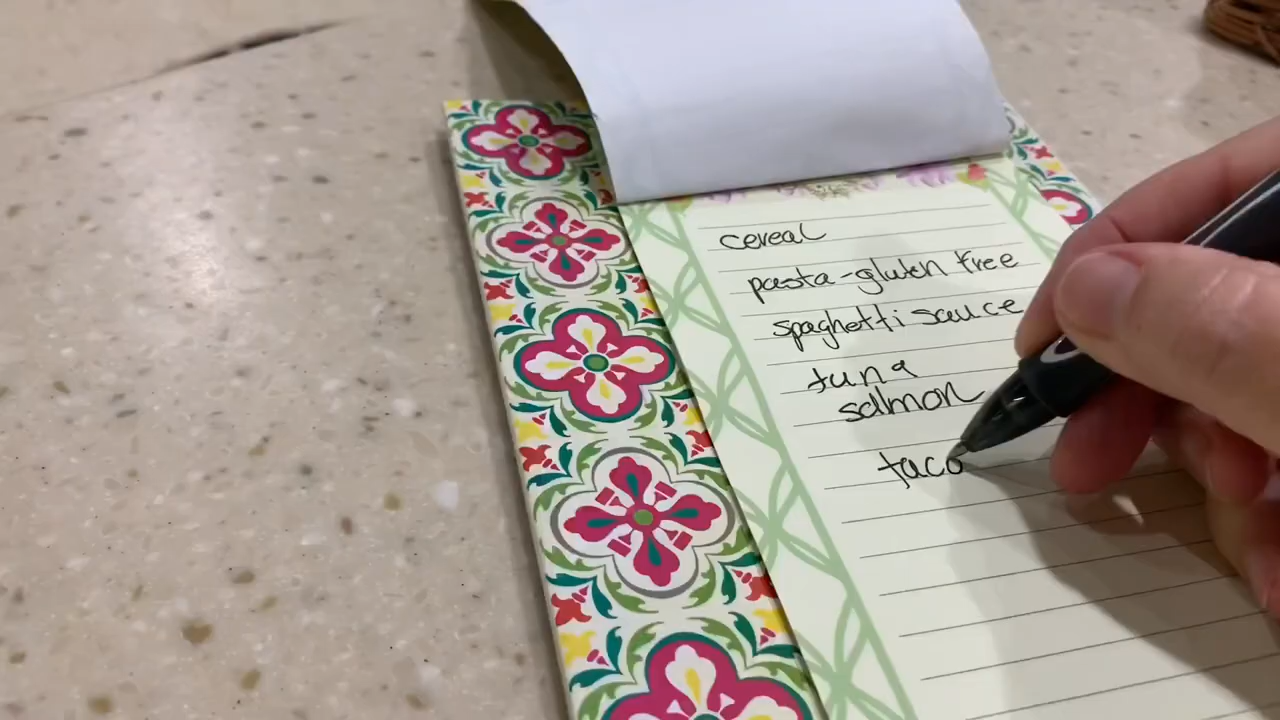 cereal
pasta-gluten free
spaghetti sauce
tuna
salmon
taco